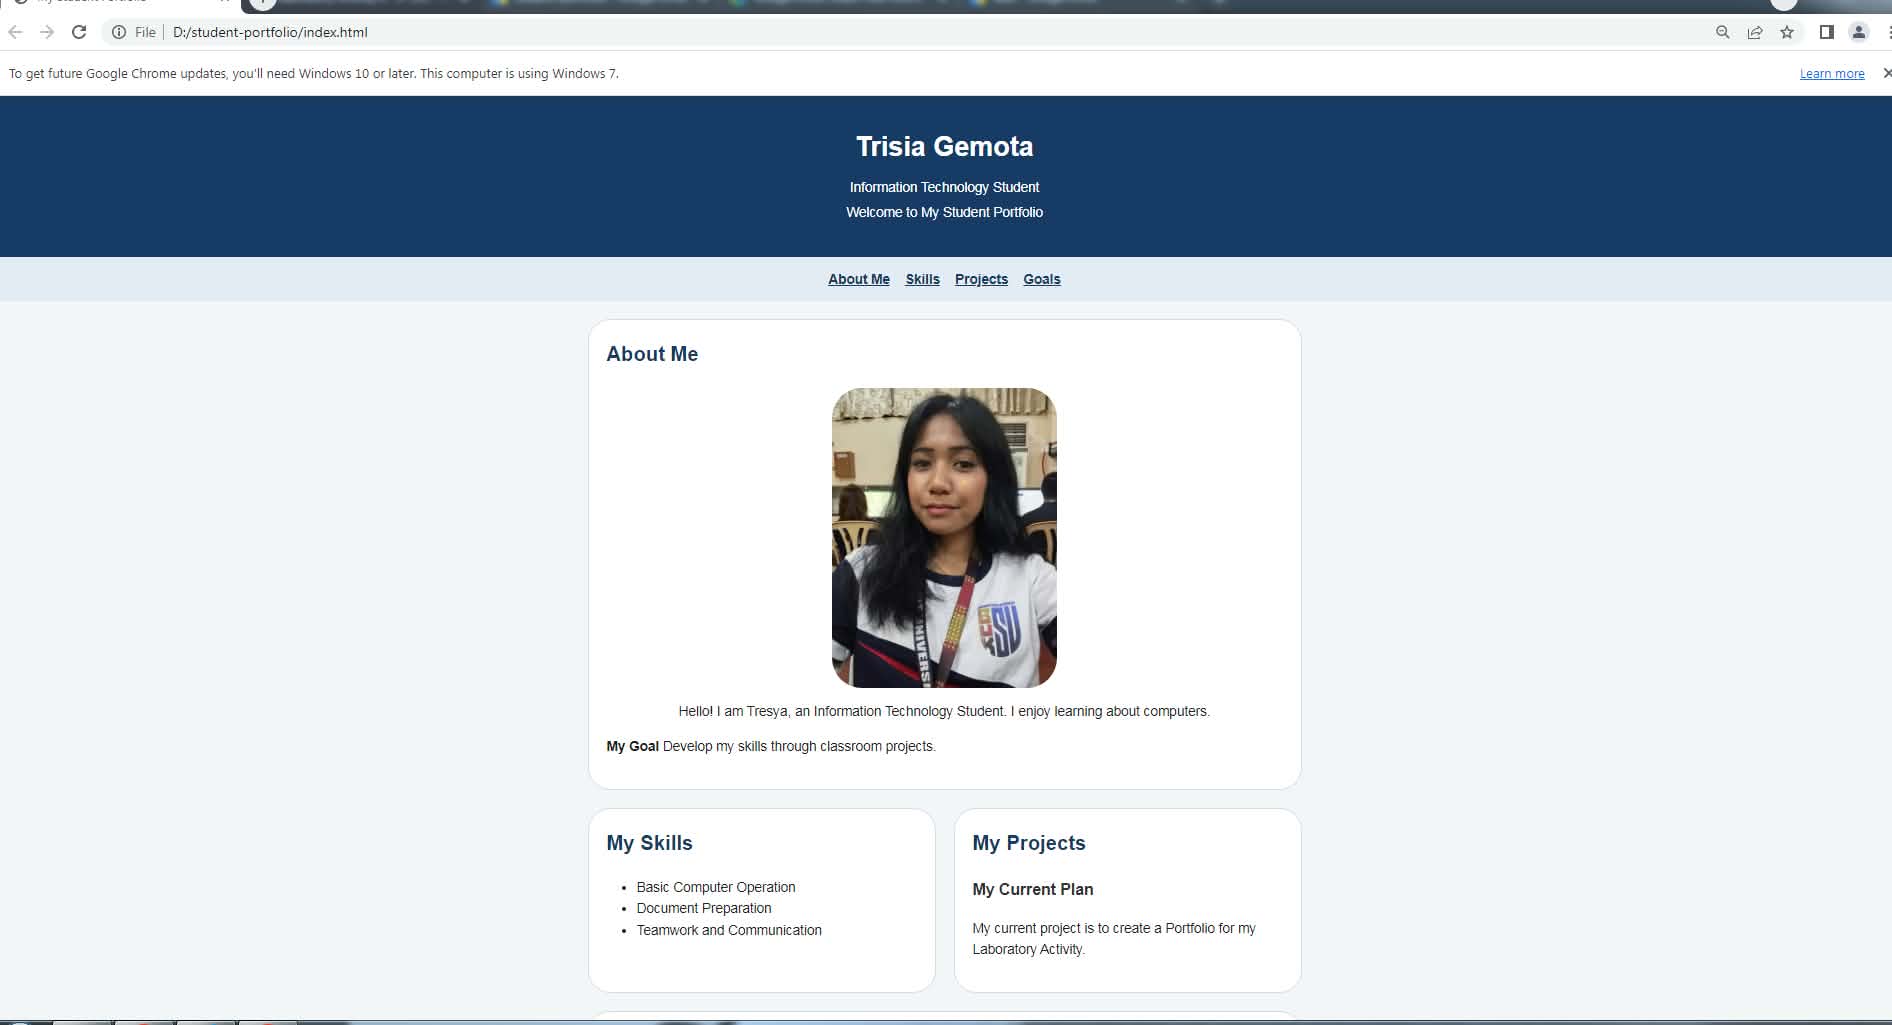 File
D:/student-portfolio/index.html
To get future Google Chrome updates, you'll need Windows 10 or later. This computer is using Windows 7.
Learn more
Trisia Gemota
Information Technology Student
Welcome to My Student Portfolio
About Me Skills Projects Goals
About Me
Hello! I am Tresya, an Information Technology Student. I enjoy learning about computers.
My Goal Develop my skills through classroom projects.
My Skills
• Basic Computer Operation
• Document Preparation
• Teamwork and Communication
My Projects
My Current Plan
My current project is to create a Portfolio for my
Laboratory Activity.